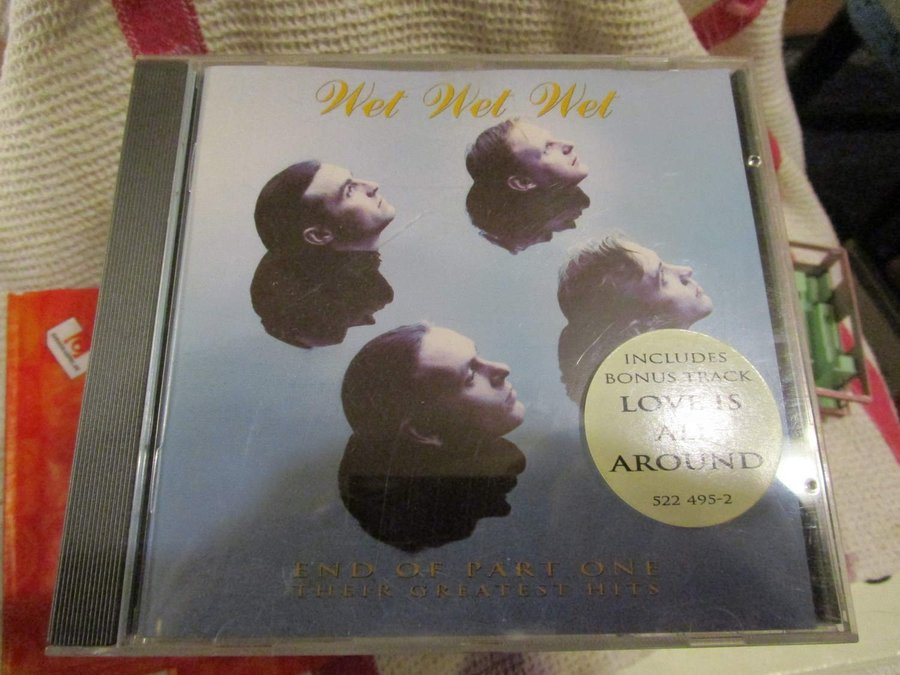 Wet Wet Wet
INCLUDES
BONUS TRACK
LOVE IS
ALL
AROUND
522 495-2
END OF PART ONE
THEIR GREATEST HITS